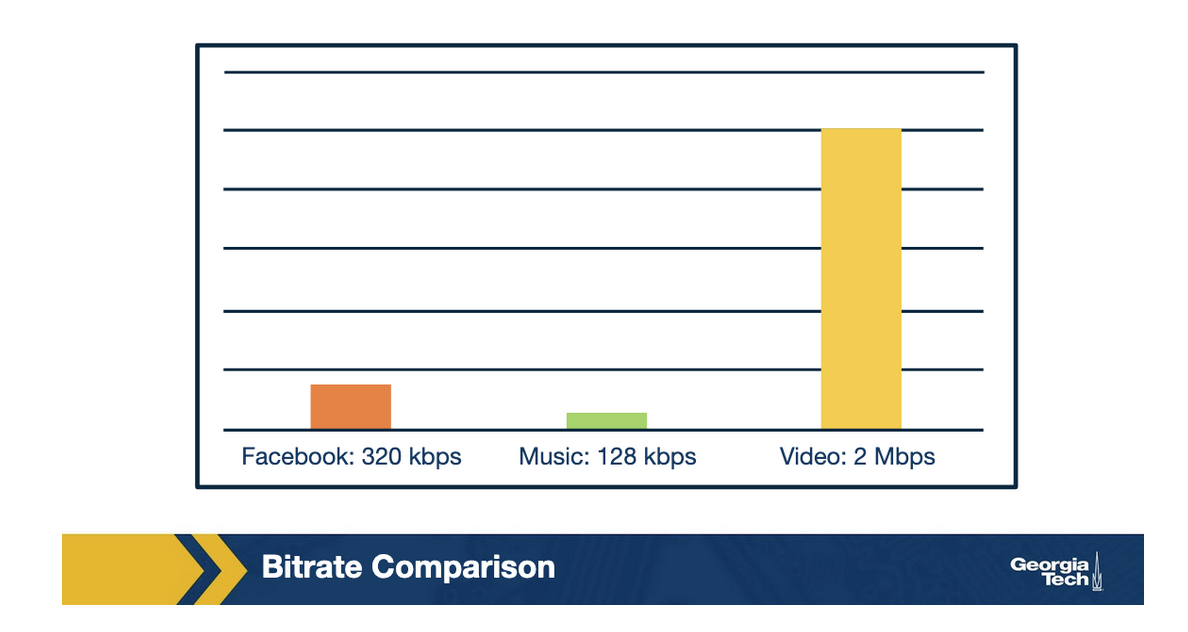 Facebook: 320 kbps
Music: 128 kbps
Video: 2 Mbps
Bitrate Comparison
Georgia
Tech